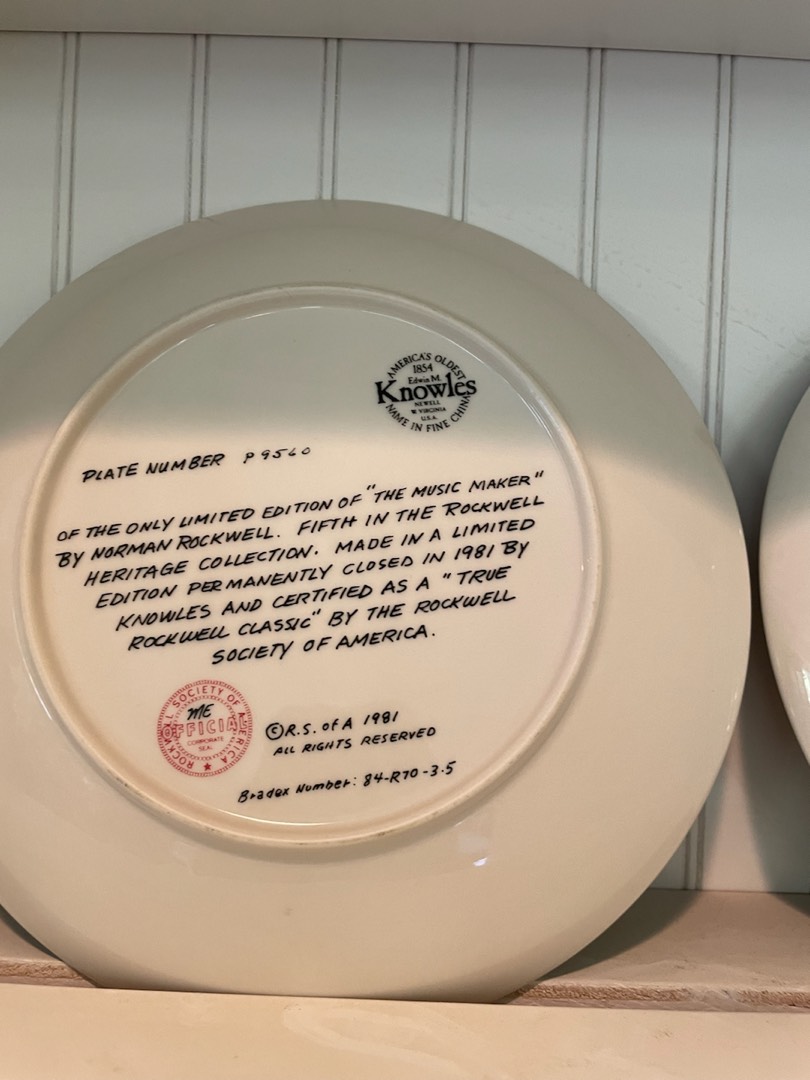 AMERICA'S OLDEST
1854
Edwin M.
Knowles
NEWELL
W VIRGINIA
U.S.A.
NAME IN FINE CHINA
PLATE NUMBER P9560
OF THE ONLY LIMITED EDITION OF "THE MUSIC MAKER"
BY NORMAN ROCKWELL. FIFTH IN THE ROCKWELL
HERITAGE COLLECTION. MADE IN A LIMITED
EDITION PERMANENTLY CLOSED IN 1981 BY
KNOWLES AND CERTIFIED AS A "TRUE
ROCKWELL CLASSIC" BY THE ROCKWELL
SOCIETY OF AMERICA.
ROCKWELL SOCIETY OF AMERICA
ME
OFFICIAL
CORPORATE
SEAL
©R.S. of A 1981
ALL RIGHTS RESERVED
Bradex Number: 84-R70-3.5